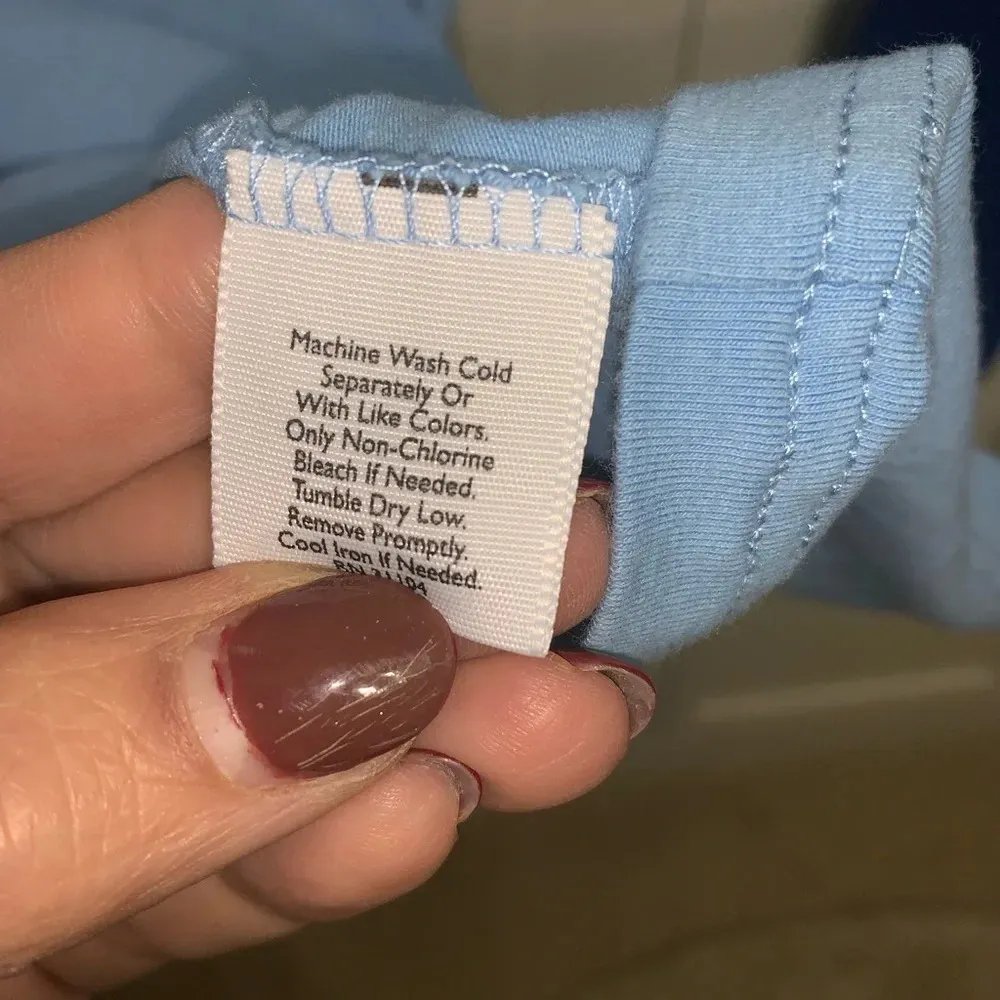 Machine Wash Cold
Separately Or
With Like Colors.
Only Non-Chlorine
Bleach If Needed.
Tumble Dry Low.
Remove Promptly.
Cool Iron If Needed.